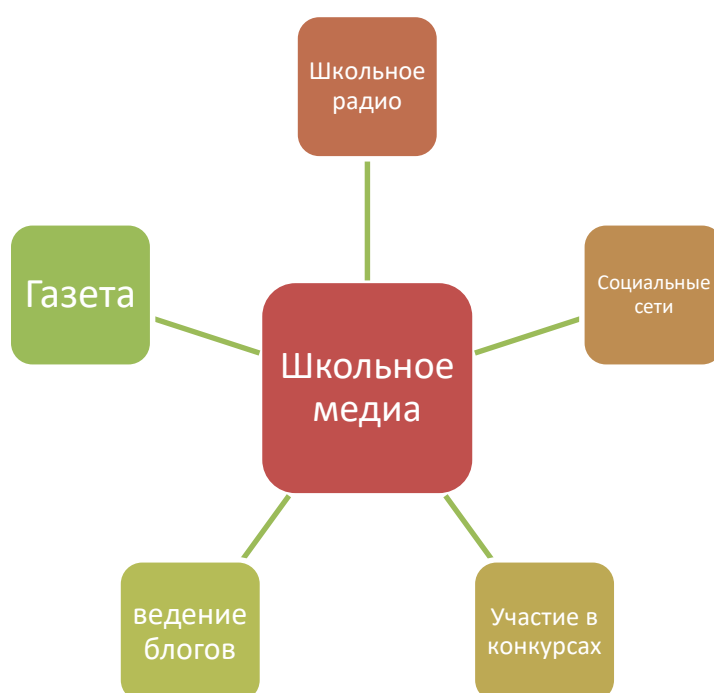 Школьное
радио
Газета
Социальные
сети
Школьное
медиа
ведение
блогов
Участие в
конкурсах